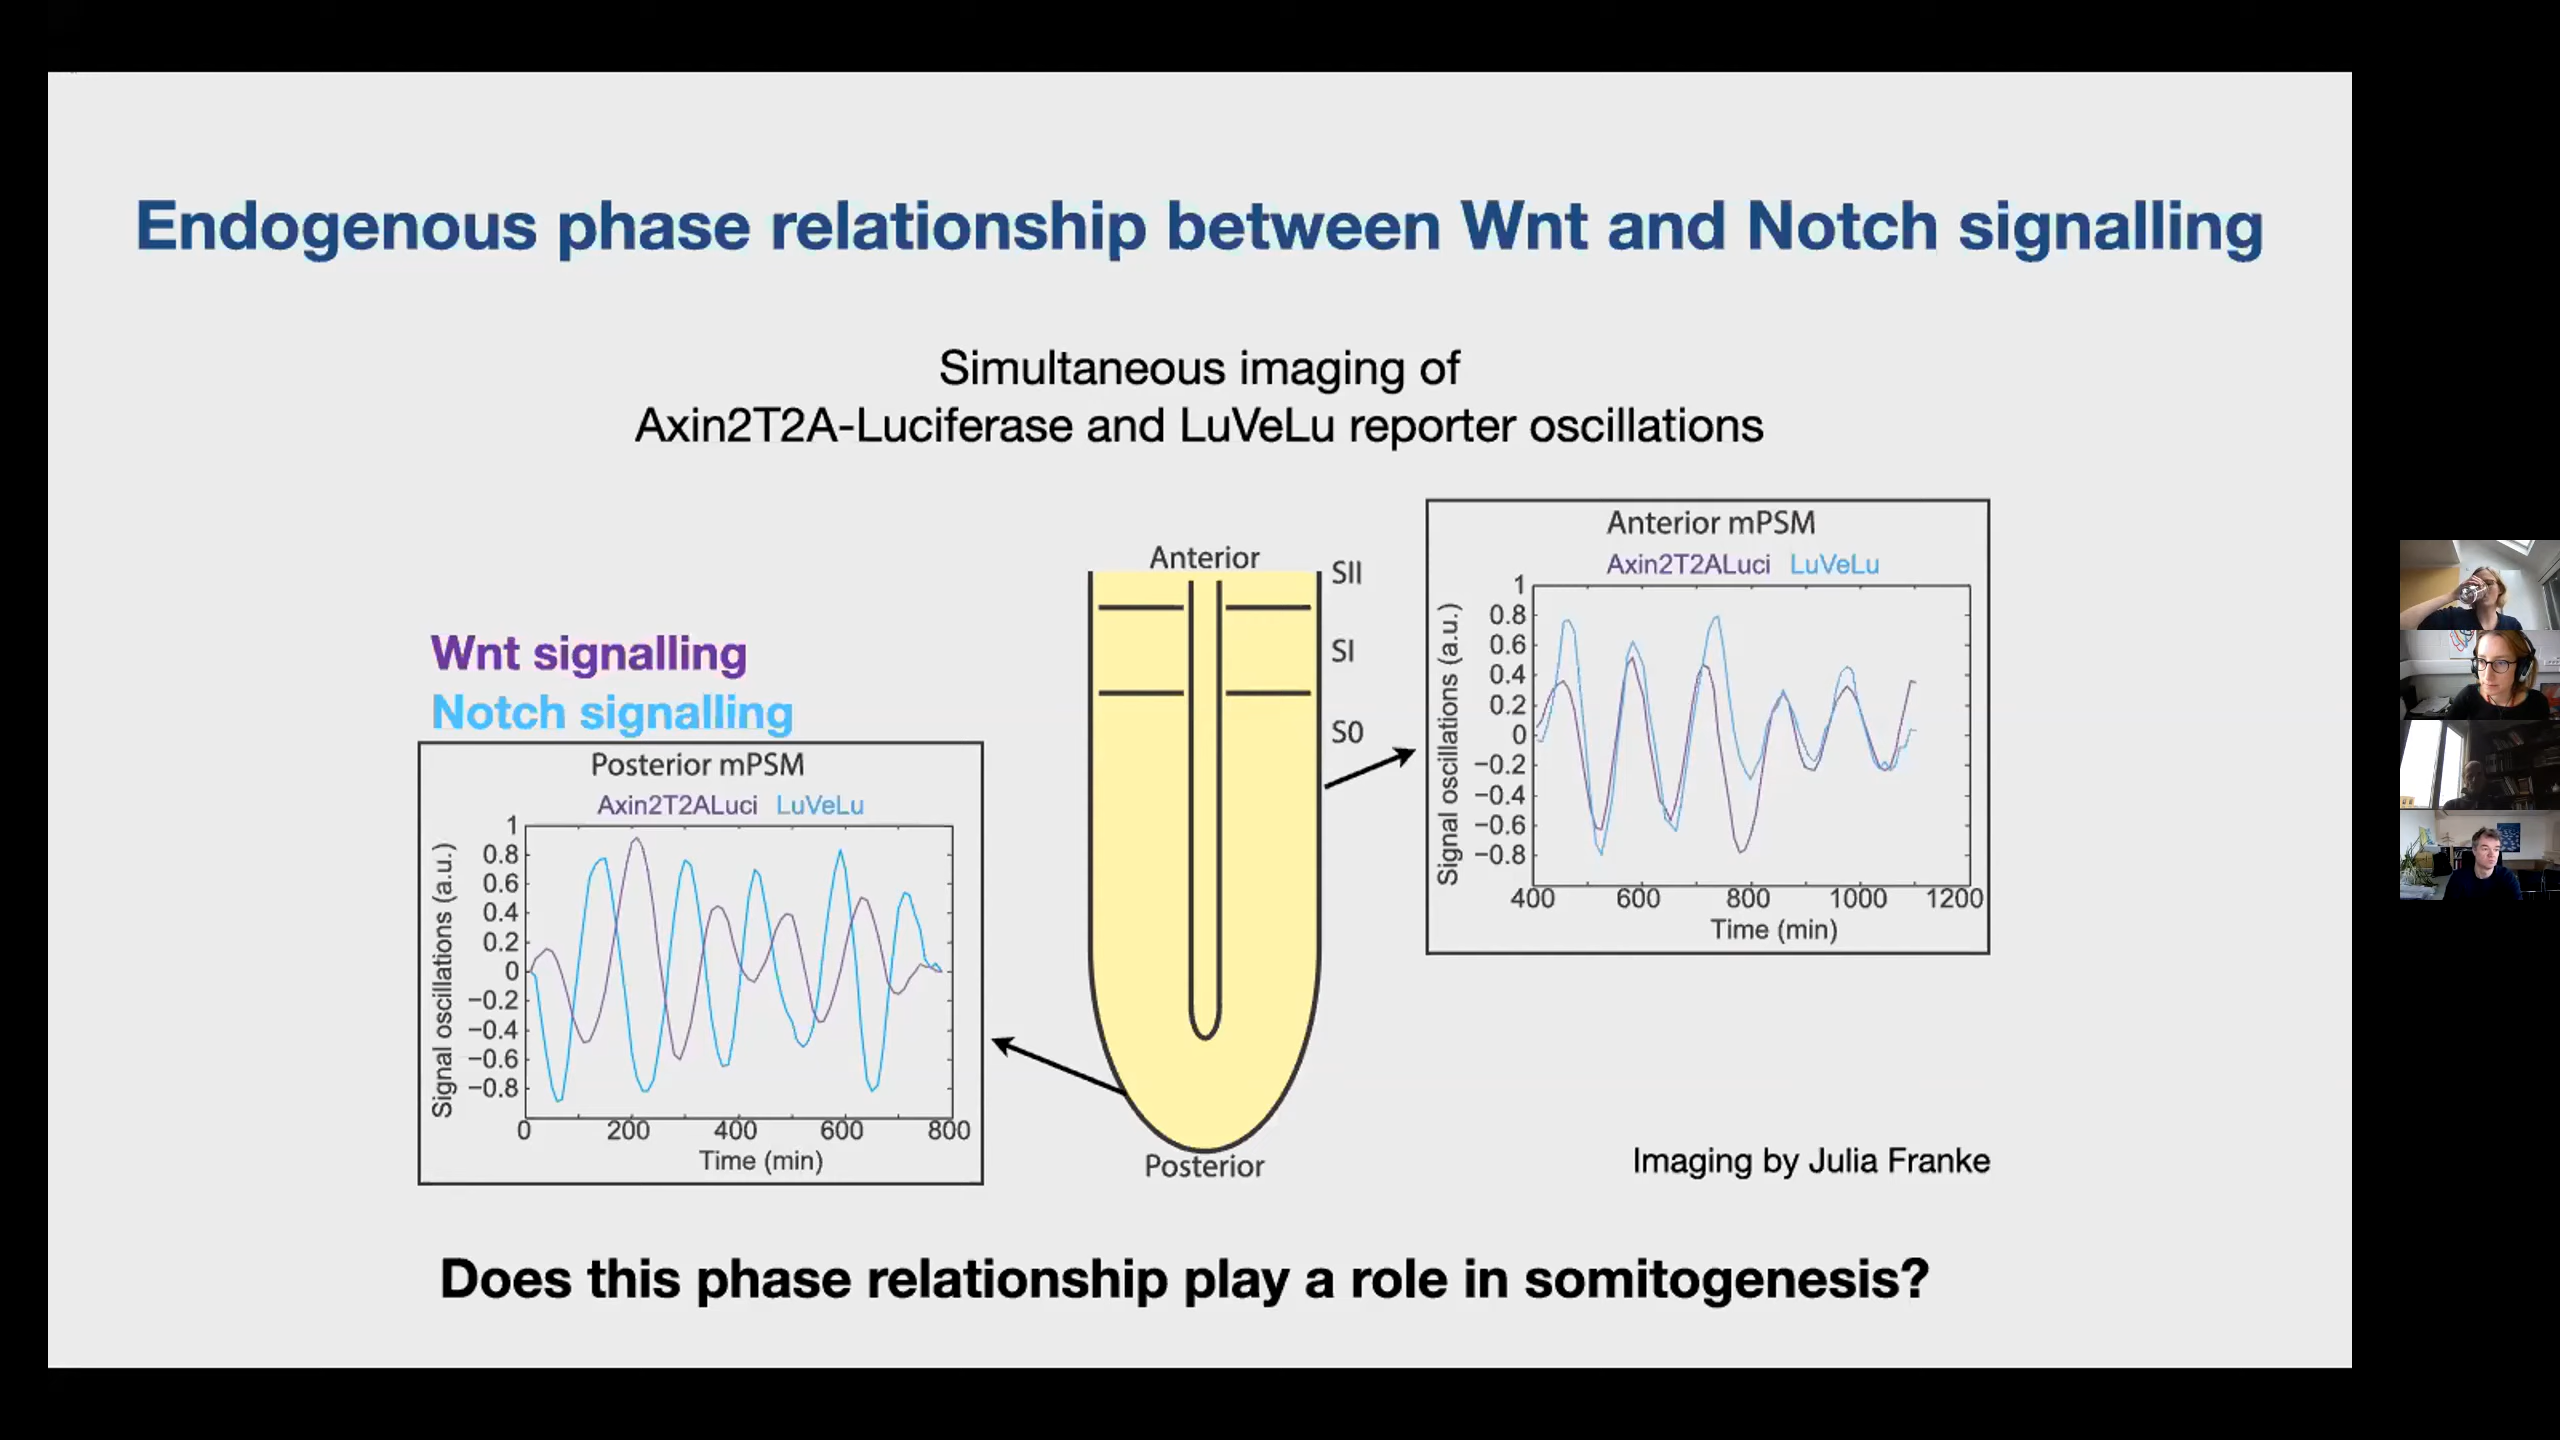 Endogenous phase relationship between Wnt and Notch signalling
Simultaneous imaging of
Axin2T2A-Luciferase and LuVeLu reporter oscillations
Wnt signalling
Notch signalling
Posterior mPSM
Axin2T2ALuci LuVeLu
Signal oscillations (a.u.)
1
0.8
0.6
0.4
0.2
0
−0.2
−0.4
−0.6
−0.8
0 200 400 600 800
Time (min)
Anterior
SII
SI
S0
Posterior
Anterior mPSM
Axin2T2ALuci LuVeLu
Signal oscillations (a.u.)
1
0.8
0.6
0.4
0.2
0
−0.2
−0.4
−0.6
−0.8
400 600 800 1000 1200
Time (min)
Imaging by Julia Franke
Does this phase relationship play a role in somitogenesis?